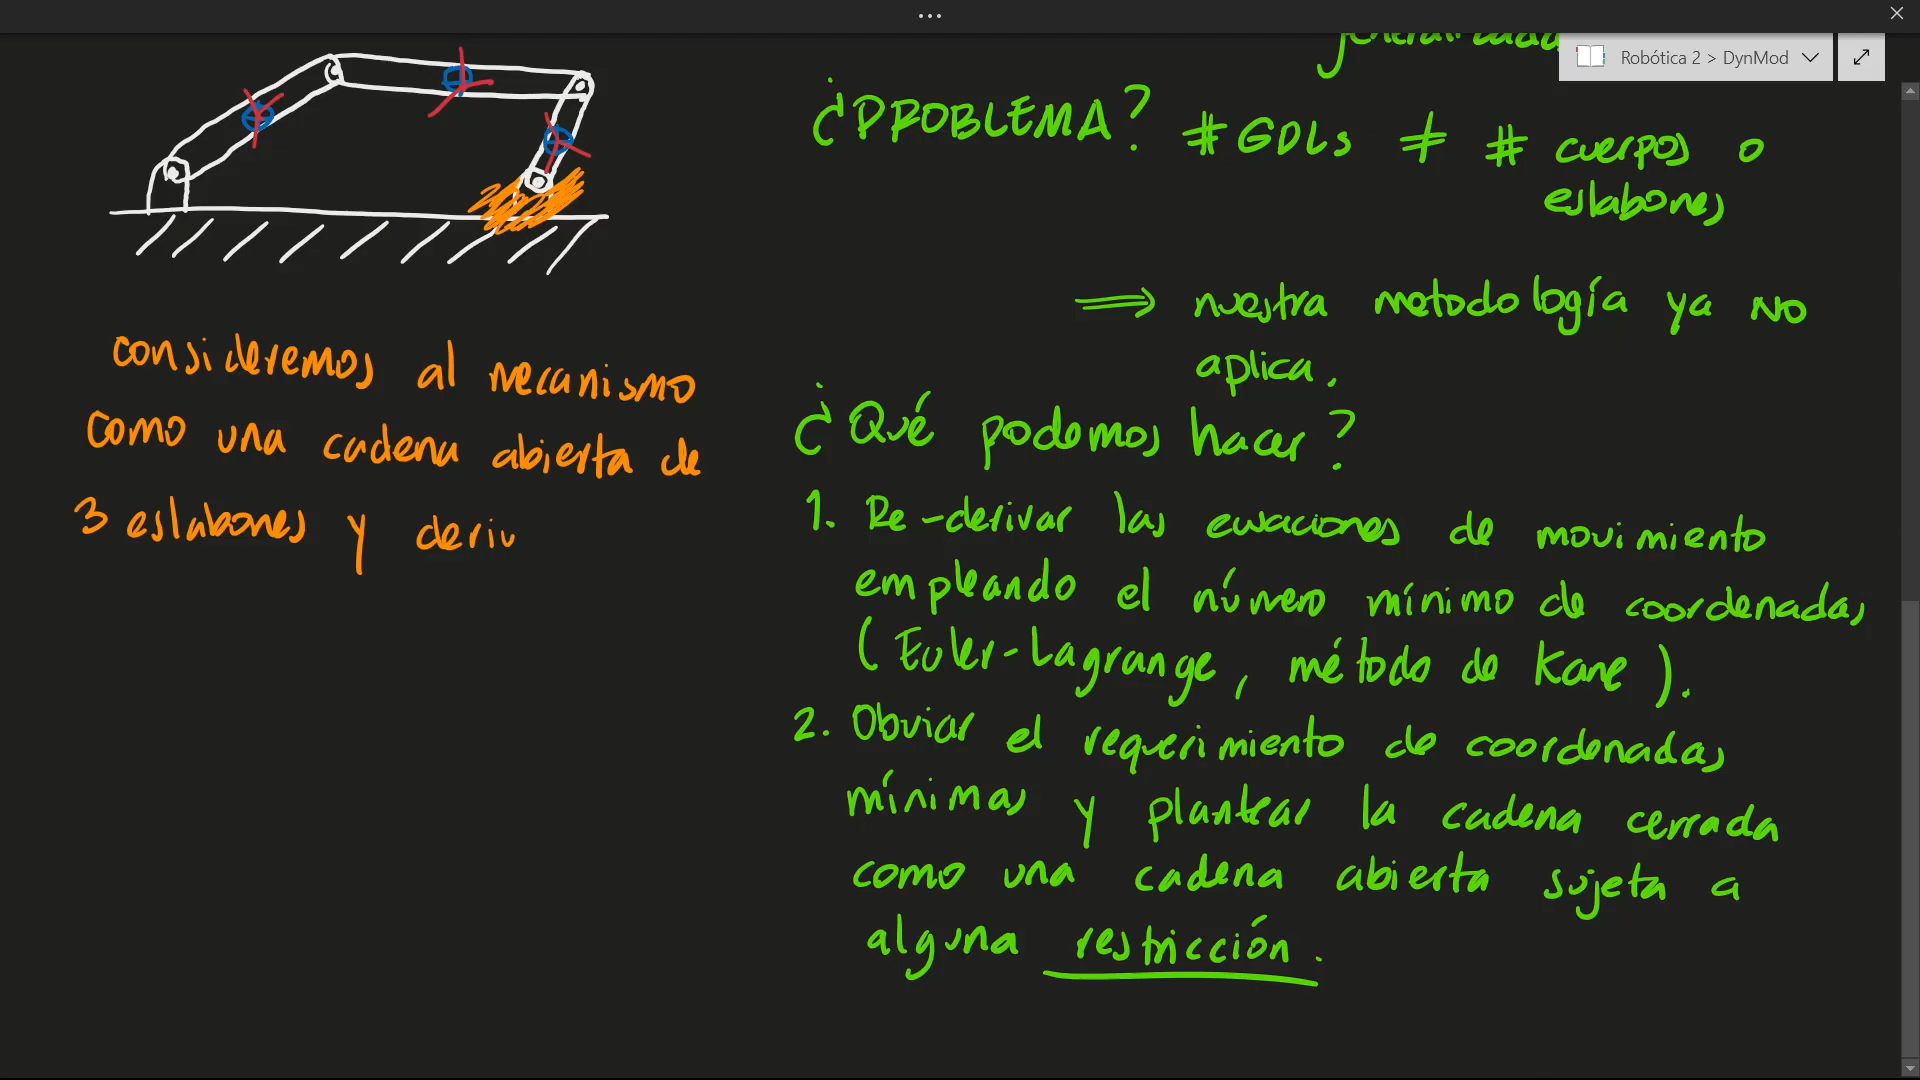 Robótica 2 > DynMod
¿PROBLEMA? # GDLs ≠ # cuerpos o
eslabones
⟹ nuestra metodología ya NO
aplica.
¿Qué podemos hacer?
1. Re-derivar las ecuaciones de movimiento
empleando el número mínimo de coordenadas
(Euler-Lagrange, método de Kane).
2. Obviar el requerimiento de coordenadas
mínimas y plantear la cadena cerrada
como una cadena abierta sujeta a
alguna restricción.
consideremos al mecanismo
como una cadena abierta de
3 eslabones y deriv